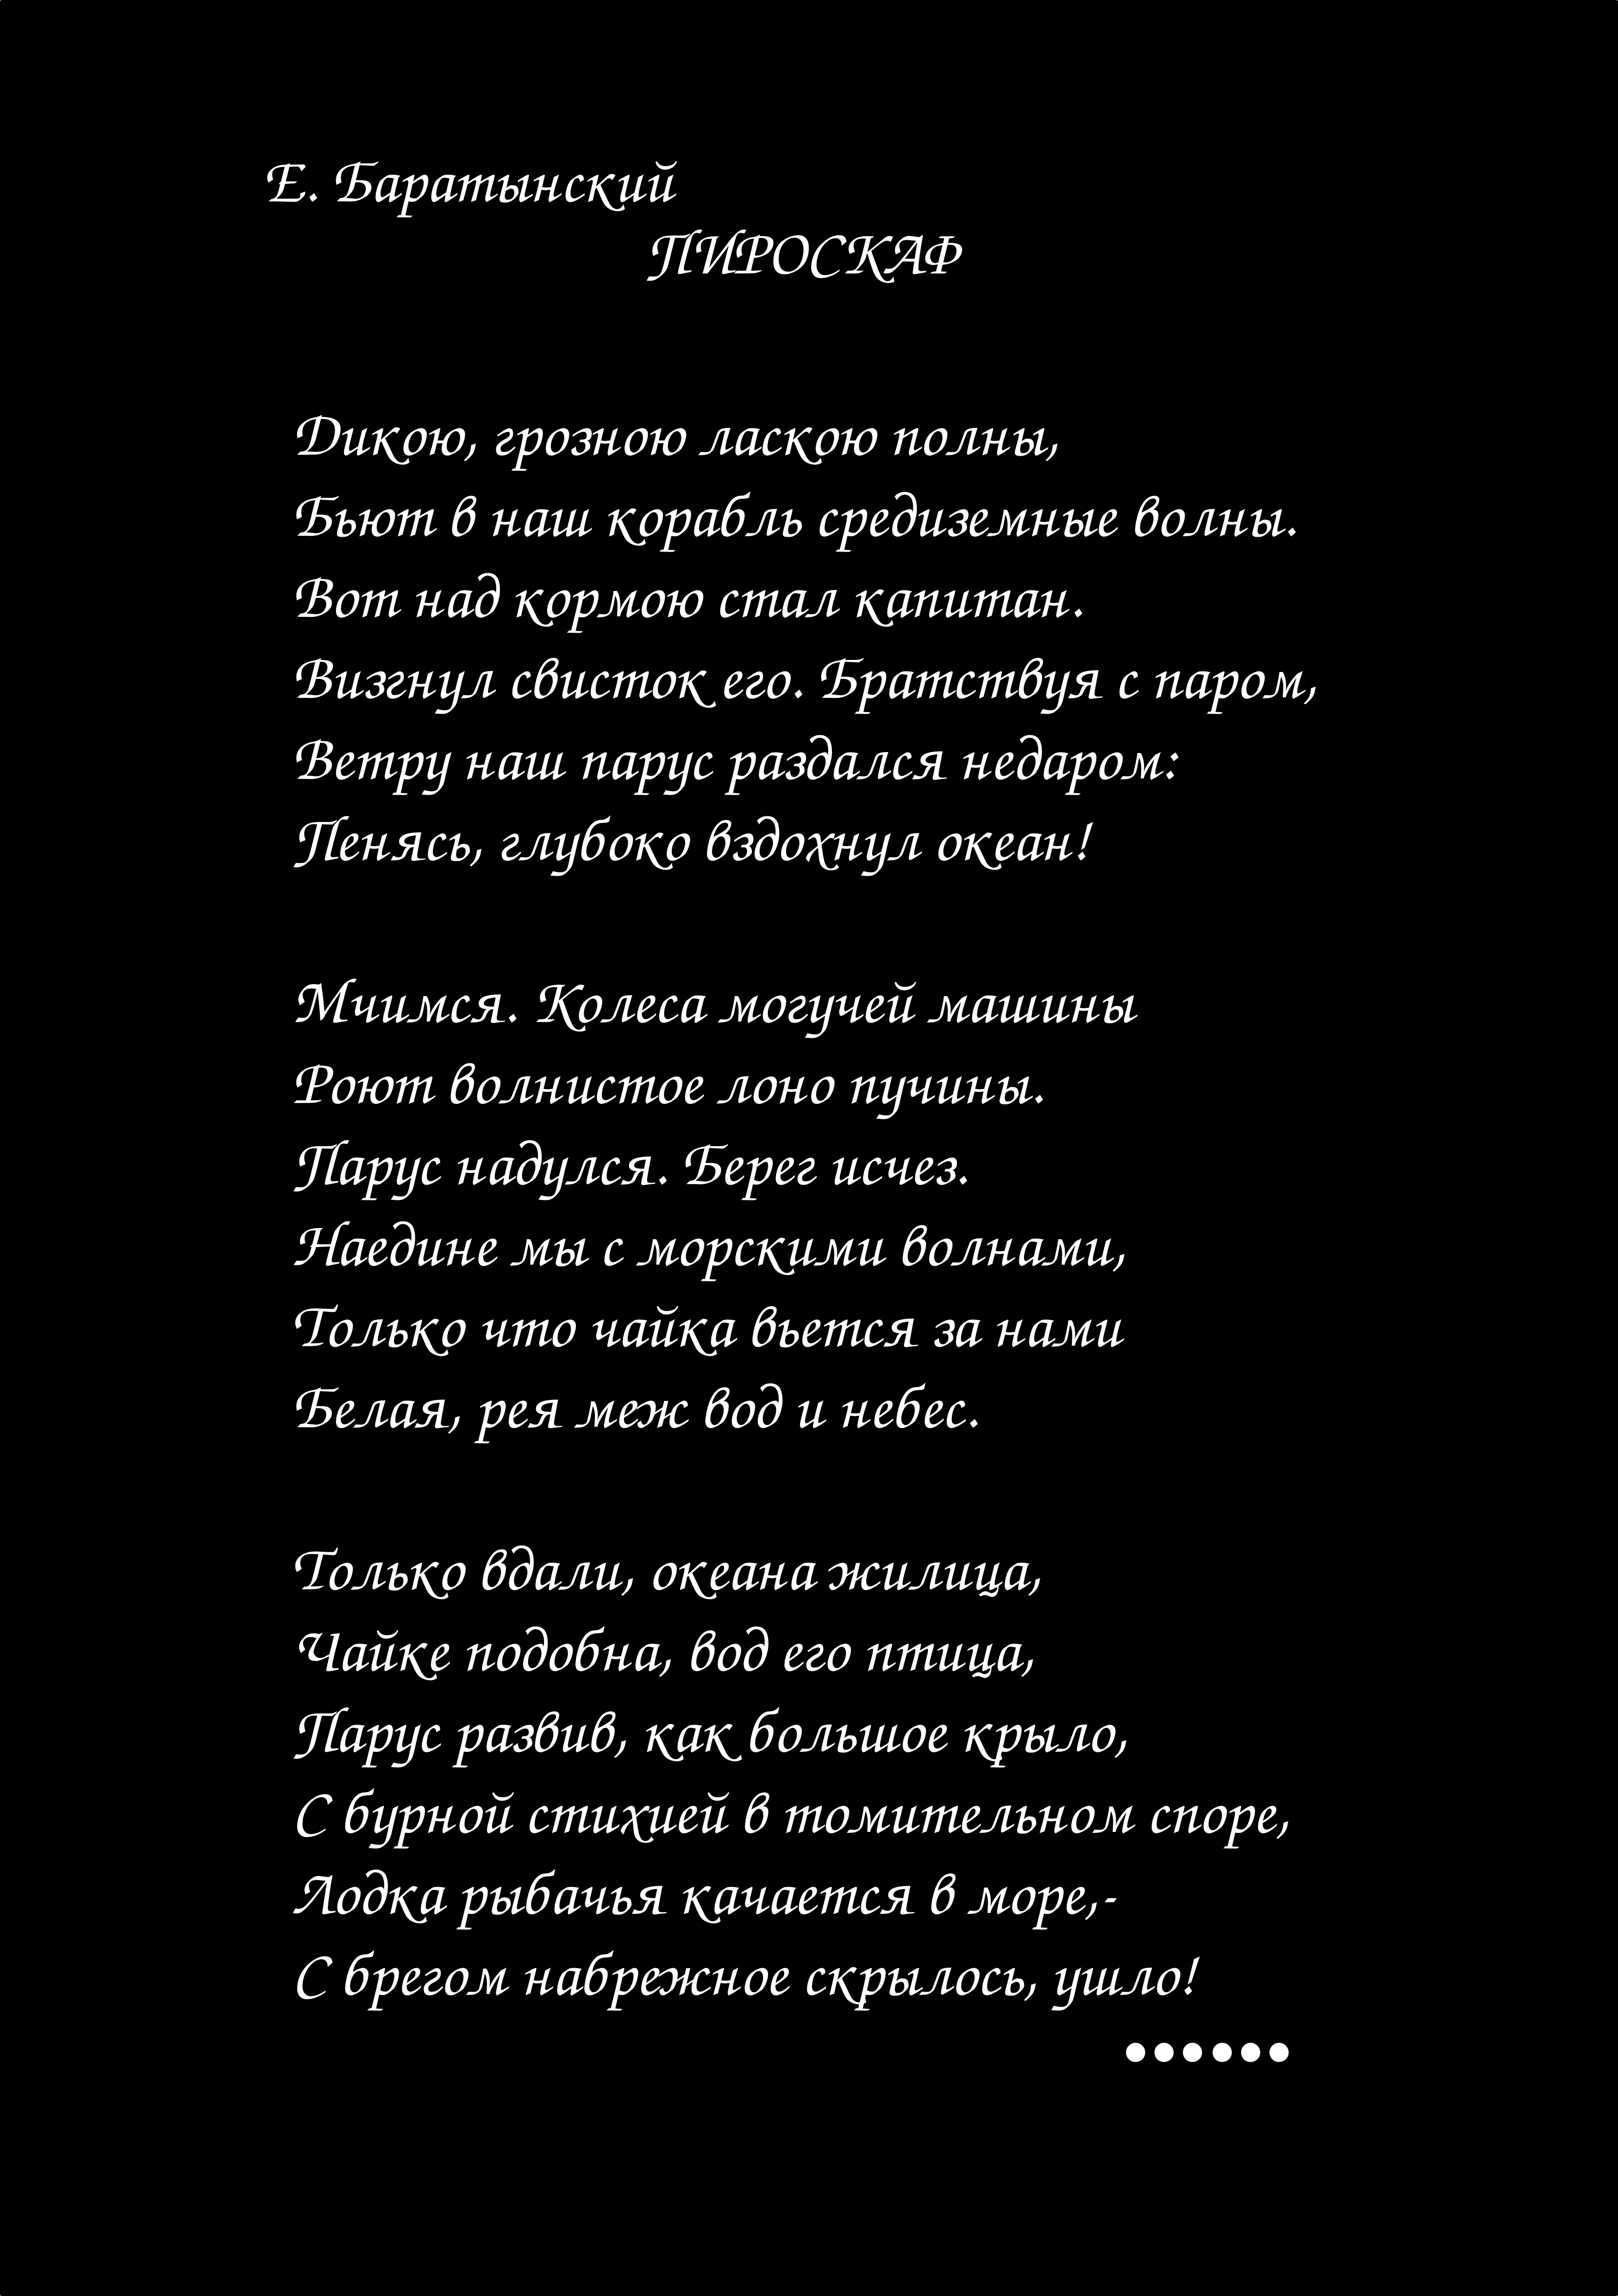 Е. Баратынский
ПИРОСКАФ
Дикою, грозною ласкою полны,
Бьют в наш корабль средиземные волны.
Вот над кормою стал капитан.
Визгнул свисток его. Братствуя с паром,
Ветру наш парус раздался недаром:
Пенясь, глубоко вздохнул океан!
Мчимся. Колеса могучей машины
Роют волнистое лоно пучины.
Парус надулся. Берег исчез.
Наедине мы с морскими волнами,
Только что чайка вьется за нами
Белая, рея меж вод и небес.
Только вдали, океана жилица,
Чайке подобна, вод его птица,
Парус развив, как большое крыло,
С бурной стихией в томительном споре,
Лодка рыбачья качается в море,-
С брегом набрежное скрылось, ушло!
••••••